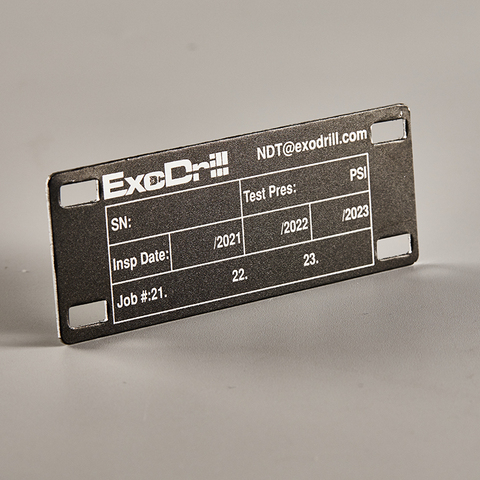 ExoDrill NDT@exodrill.com
SN: Test Pres: PSI
Insp Date: /2021 /2022 /2023
Job #:21. 22. 23.